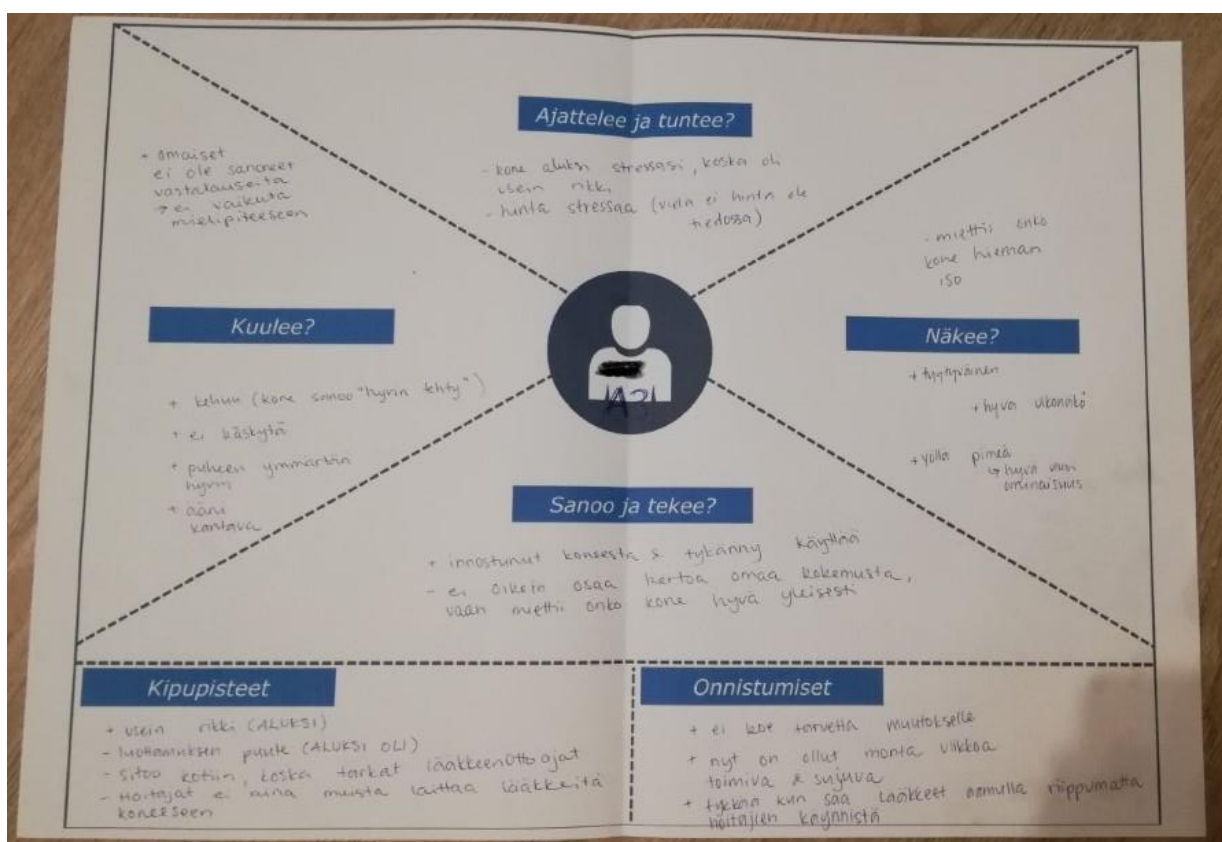 Ajattelee ja tuntee?
- kone aluksi stressasi, koska oli
usein rikki
- hinta stressaa (vielä ei hinta ole
tiedossa)
+ omaiset
ei ole sanoneet
vastalauseita
→ ei vaikuta
mielipiteeseen
Kuulee?
+ kehuu (kone sanoo "hyvin tehty")
+ ei käskytä
+ puheen ymmärtän
hyvin
+ ääni
kantava
- miettii onko
kone hieman
iso
Näkee?
+ tyytyväinen
+ hyvä ulkonäkö
+ yöllä pimeä
↳ hyvä
ominaisuus
A3
Sanoo ja tekee?
+ innostunut koneesta & tykänny käyttää
- ei oikein osaa kertoa omaa kokemusta,
vaan miettii onko kone hyvä yleisesti
Kipupisteet
+ usein rikki (ALUKSI)
- luottamuksen puute (ALUKSI OLI)
- sitoo kotiin, koska tarkat lääkkeenottoajat
- Hoitajat ei aina muista laittaa lääkkeitä
koneeseen
Onnistumiset
+ ei koe tarvetta muutokselle
+ nyt on ollut monta viikkoa
toimiva & sujuva
+ tykkää kun saa lääkkeet aamulla riippumatta
hoitajien käynnistä